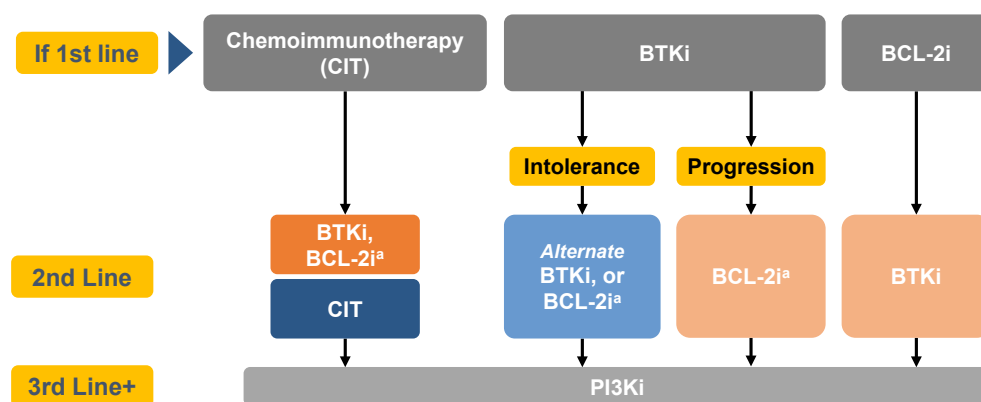 If 1st line
Chemoimmunotherapy
(CIT)
BTKi
BCL-2i
Intolerance
Progression
2nd Line
BTKi,
BCL-2iᵃ
CIT
Alternate
BTKi, or
BCL-2iᵃ
BCL-2iᵃ
BTKi
3rd Line+
PI3Ki